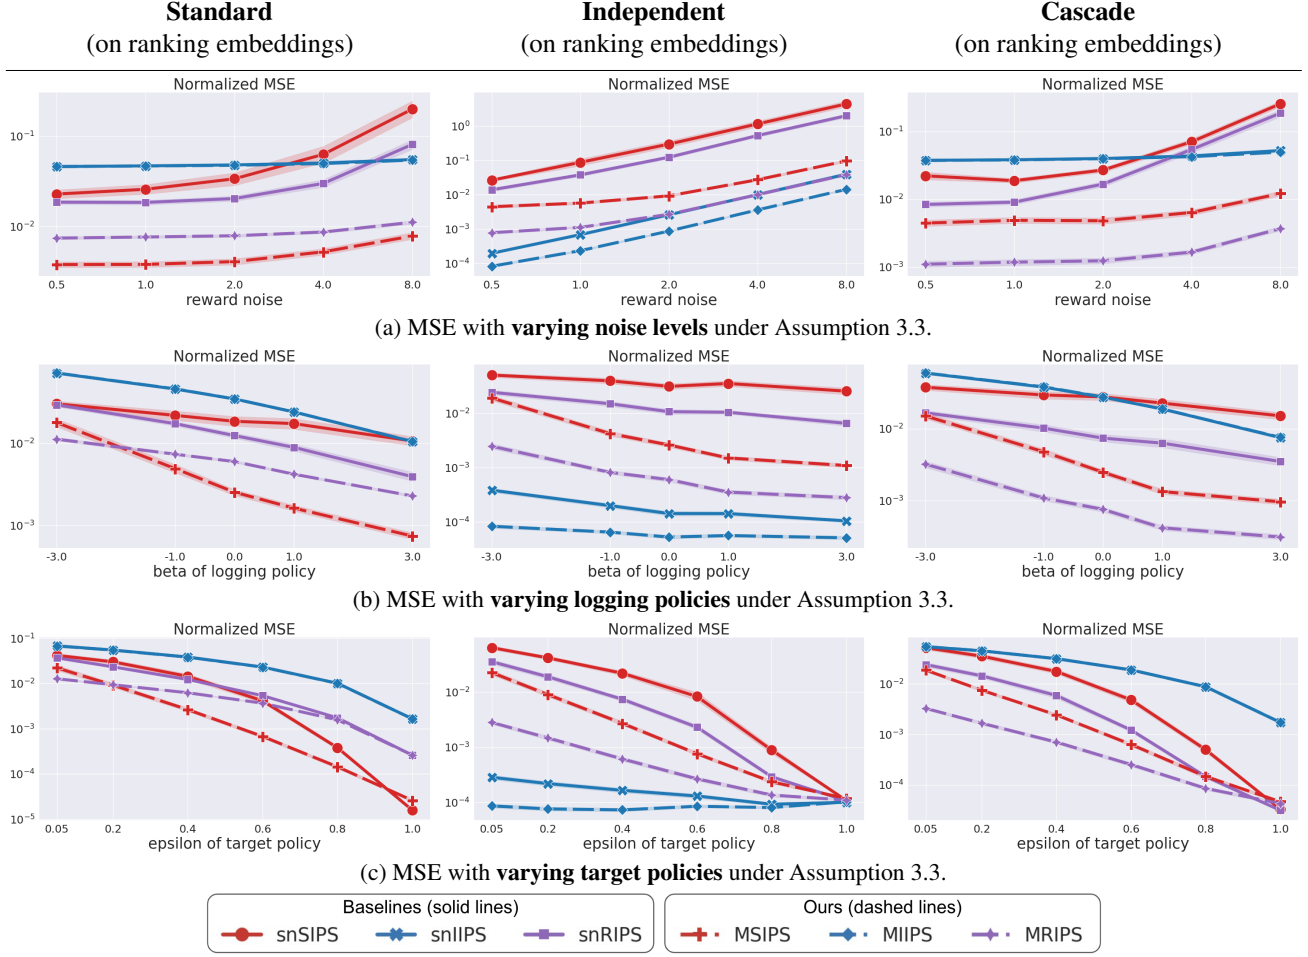 Standard
(on ranking embeddings)
Independent
(on ranking embeddings)
Cascade
(on ranking embeddings)
Normalized MSE
10⁻¹
10⁻²
0.5 1.0 2.0 4.0 8.0
reward noise
Normalized MSE
10⁰
10⁻¹
10⁻²
10⁻³
10⁻⁴
0.5 1.0 2.0 4.0 8.0
reward noise
Normalized MSE
10⁻¹
10⁻²
10⁻³
0.5 1.0 2.0 4.0 8.0
reward noise
(a) MSE with varying noise levels under Assumption 3.3.
Normalized MSE
10⁻²
10⁻³
-3.0 -1.0 0.0 1.0 3.0
beta of logging policy
Normalized MSE
10⁻²
10⁻³
10⁻⁴
-3.0 -1.0 0.0 1.0 3.0
beta of logging policy
Normalized MSE
10⁻²
10⁻³
-3.0 -1.0 0.0 1.0 3.0
beta of logging policy
(b) MSE with varying logging policies under Assumption 3.3.
Normalized MSE
10⁻¹
10⁻²
10⁻³
10⁻⁴
10⁻⁵
0.05 0.2 0.4 0.6 0.8 1.0
epsilon of target policy
Normalized MSE
10⁻²
10⁻³
10⁻⁴
0.05 0.2 0.4 0.6 0.8 1.0
epsilon of target policy
Normalized MSE
10⁻²
10⁻³
10⁻⁴
0.05 0.2 0.4 0.6 0.8 1.0
epsilon of target policy
(c) MSE with varying target policies under Assumption 3.3.
Baselines (solid lines)
snSIPS snIIPS snRIPS
Ours (dashed lines)
MSIPS MIIPS MRIPS